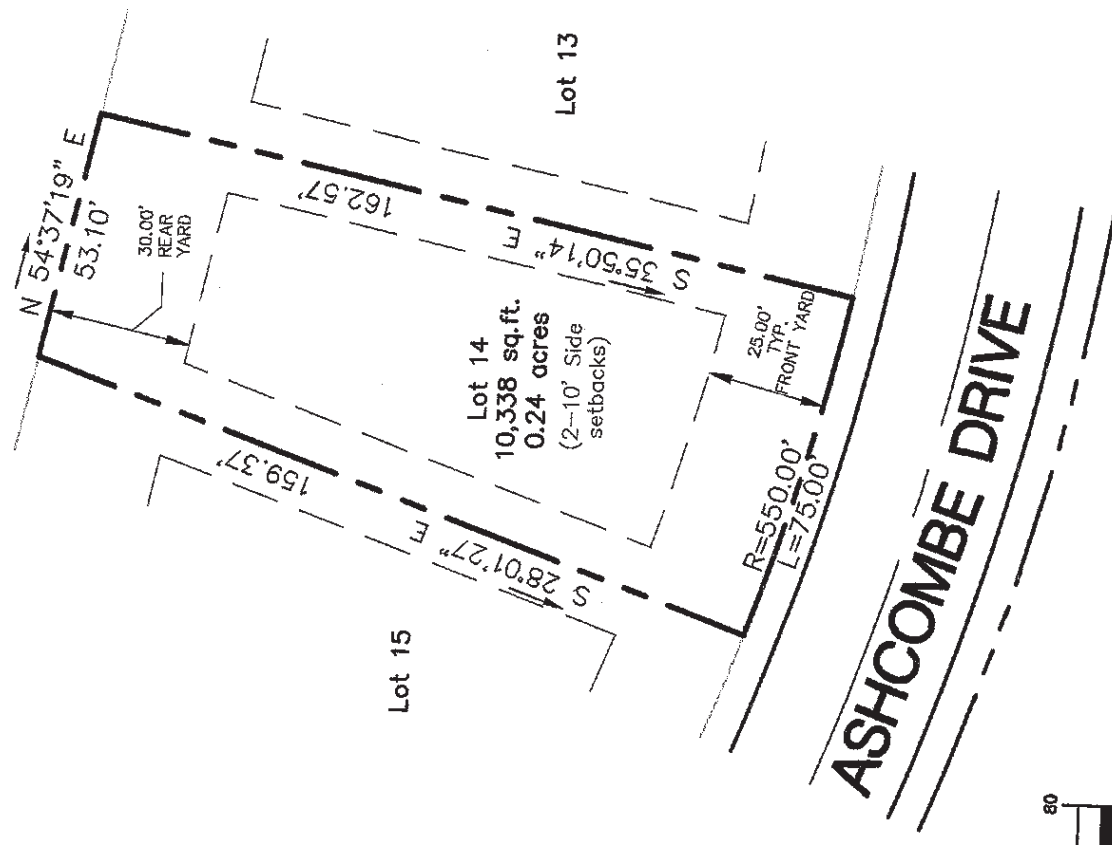 N 54°37'19" E
53.10'
30.00'
REAR
YARD
Lot 13
162.57'
S 35°50'14" E
Lot 14
10,338 sq.ft.
0.24 acres
(2-10' Side
setbacks)
159.37'
S 28°01'27" E
Lot 15
25.00'
TYP.
FRONT YARD
R=550.00'
L=75.00'
ASHCOMBE DRIVE
80